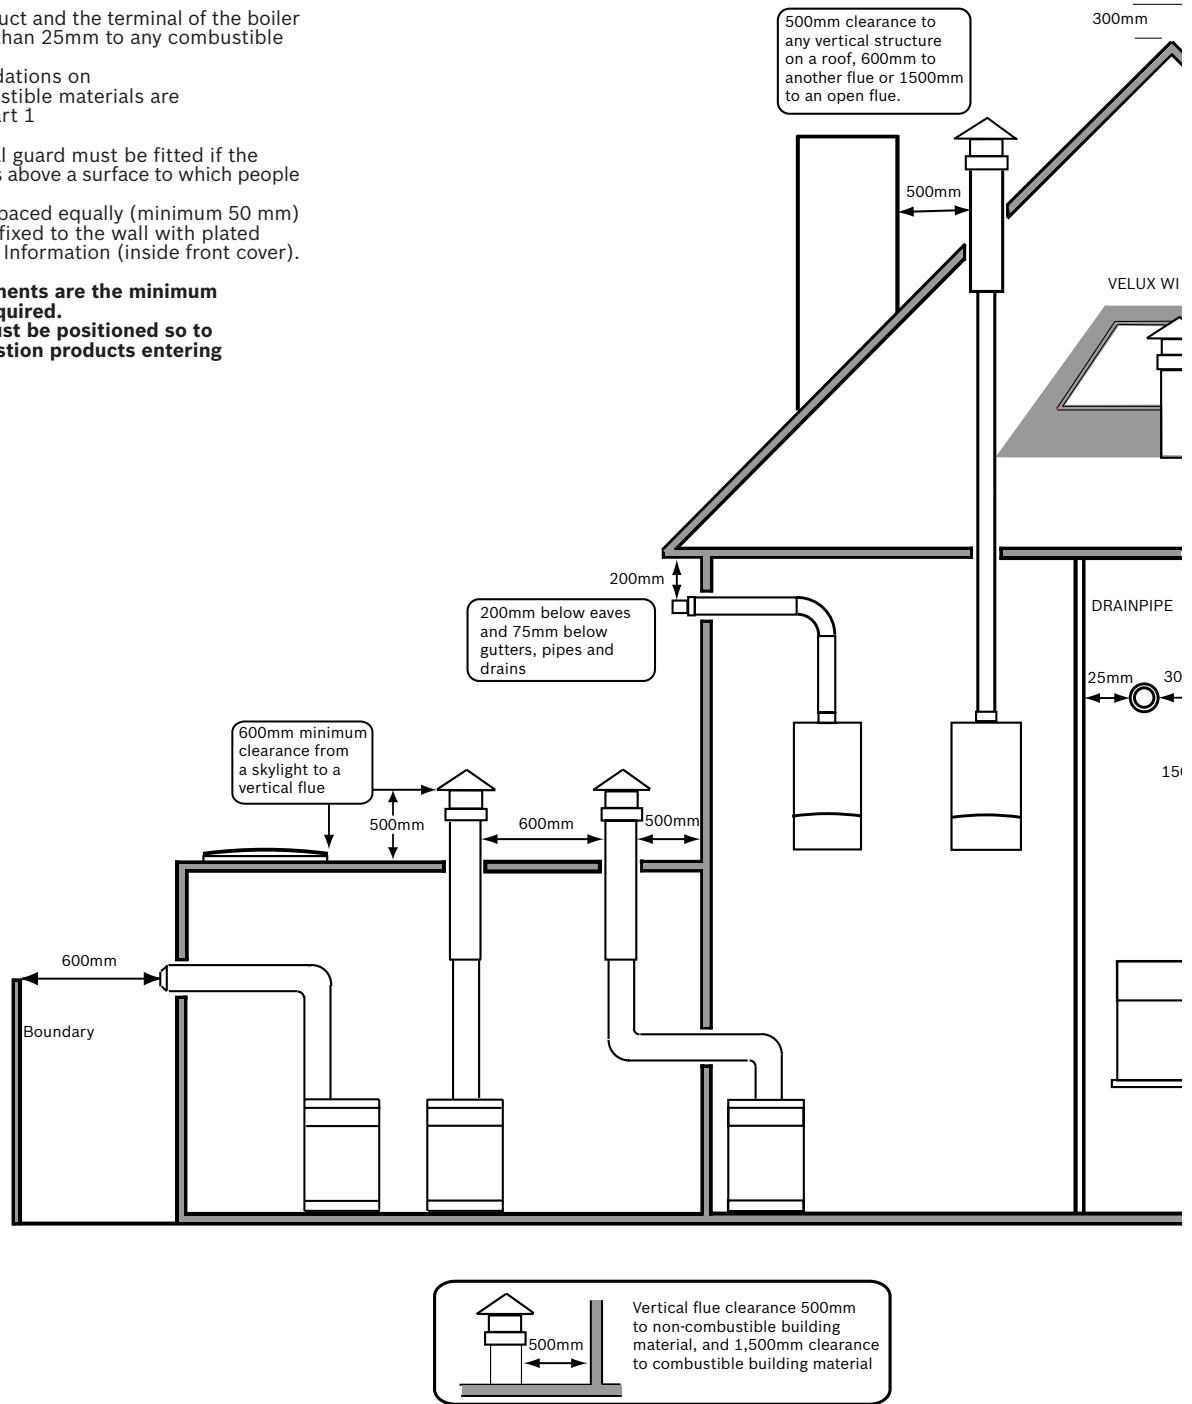 uct and the terminal of the boiler
than 25mm to any combustible
dations on
stible materials are
art 1
l guard must be fitted if the
s above a surface to which people
paced equally (minimum 50 mm)
fixed to the wall with plated
Information (inside front cover).
nents are the minimum
quired.
ust be positioned so to
stion products entering
500mm clearance to
any vertical structure
on a roof, 600mm to
another flue or 1500mm
to an open flue.
300mm
500mm
VELUX WI
200mm
200mm below eaves
and 75mm below
gutters, pipes and
drains
DRAINPIPE
25mm
30
150
600mm minimum
clearance from
a skylight to a
vertical flue
500mm
600mm
500mm
600mm
Boundary
500mm
Vertical flue clearance 500mm
to non-combustible building
material, and 1,500mm clearance
to combustible building material